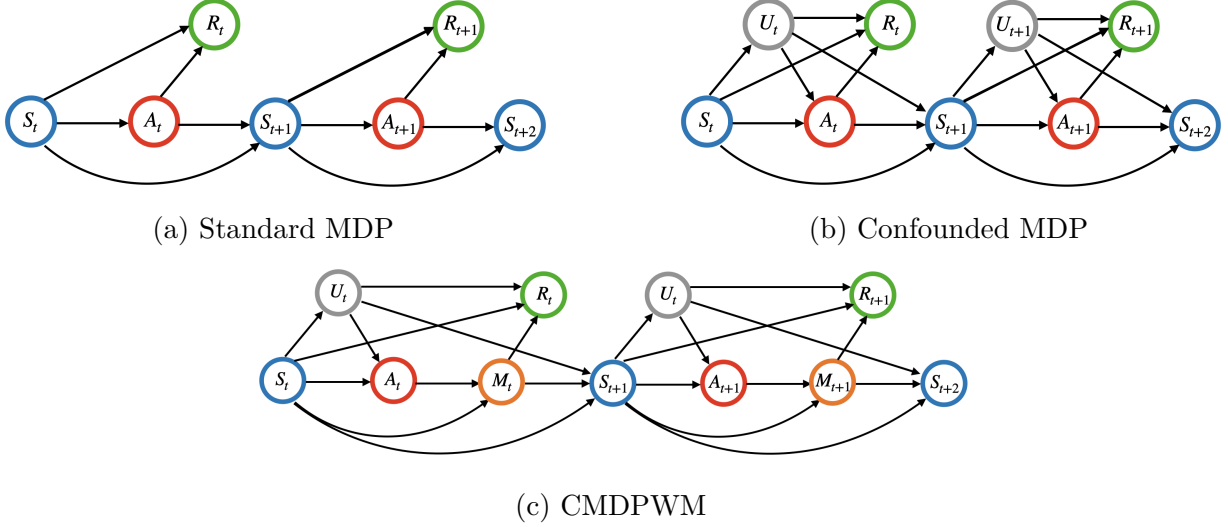 R_t R_{t+1}
S_t A_t S_{t+1} A_{t+1} S_{t+2}
(a) Standard MDP
U_t R_t U_{t+1} R_{t+1}
S_t A_t S_{t+1} A_{t+1} S_{t+2}
(b) Confounded MDP
U_t R_t U_t R_{t+1}
S_t A_t M_t S_{t+1} A_{t+1} M_{t+1} S_{t+2}
(c) CMDPWM